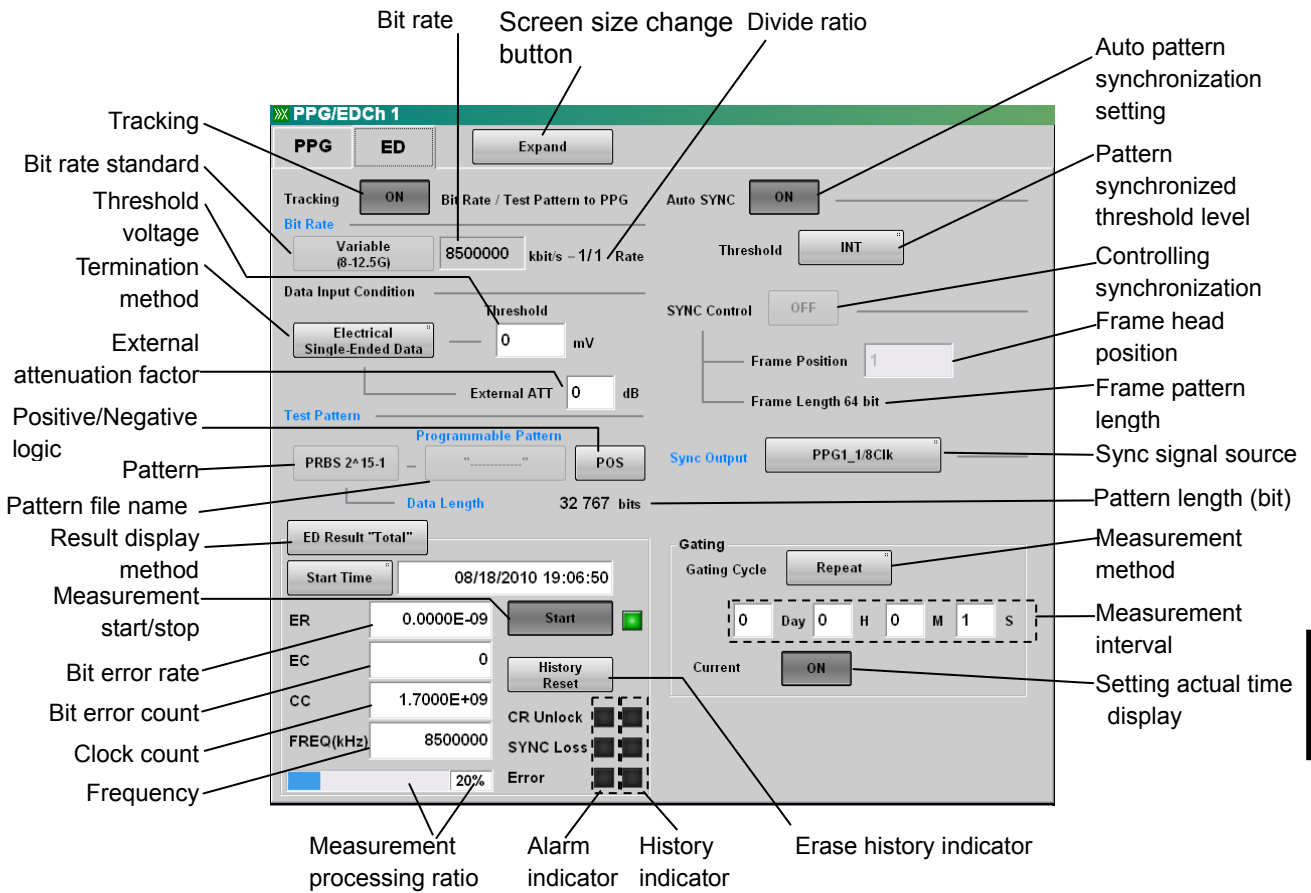 Bit rate
Screen size change
button
Divide ratio
Auto pattern
synchronization
setting
Pattern
synchronized
threshold level
Controlling
synchronization
Frame head
position
Frame pattern
length
Sync signal source
Pattern length (bit)
Measurement
method
Measurement
interval
Setting actual time
display
Tracking
Bit rate standard
Threshold
voltage
Termination
method
External
attenuation factor
Positive/Negative
logic
Pattern
Pattern file name
Result display
method
Measurement
start/stop
Bit error rate
Bit error count
Clock count
Frequency
PPG/EDCh 1
PPG
ED
Expand
Tracking
ON
Bit Rate / Test Pattern to PPG
Bit Rate
Variable
(8-12.5G)
8500000
kbit/s
–1/1 Rate
Data Input Condition
Threshold
Electrical
Single-Ended Data
0
mV
External ATT
0
dB
Test Pattern
Programmable Pattern
PRBS 2^15-1
"------------"
POS
Data Length
32 767 bits
ED Result "Total"
Start Time
08/18/2010 19:06:50
ER
0.0000E-09
Start
EC
0
History
Reset
CC
1.7000E+09
CR Unlock
FREQ(kHz)
8500000
SYNC Loss
20%
Error
Auto SYNC
ON
Threshold
INT
SYNC Control
OFF
Frame Position
1
Frame Length 64 bit
Sync Output
PPG1_1/8Clk
Gating
Gating Cycle
Repeat
0 Day 0 H 0 M 1 S
Current
ON
Measurement
processing ratio
Alarm
indicator
History
indicator
Erase history indicator